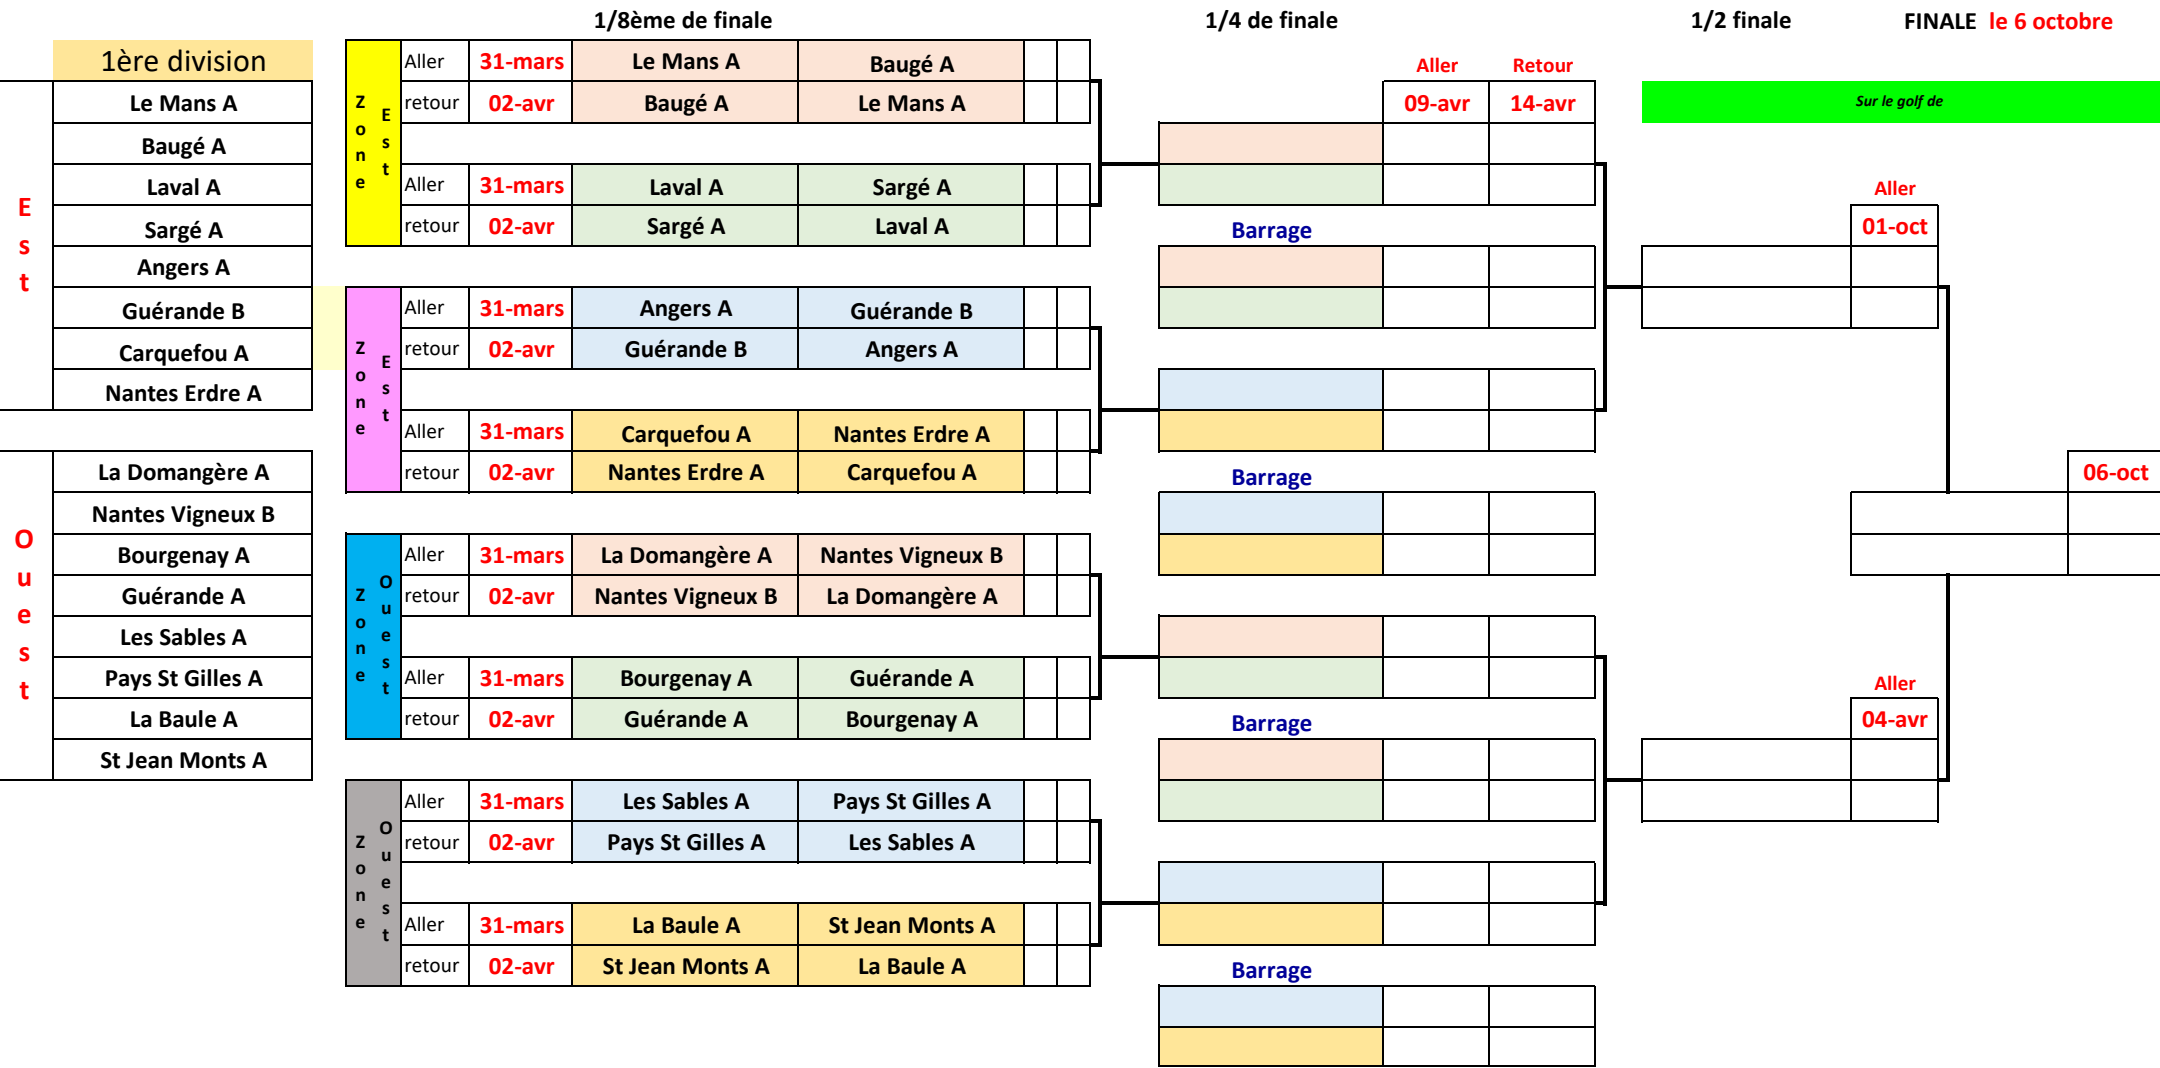 1/8ème de finale
1/4 de finale
1/2 finale
FINALE le 6 octobre
1ère division
Est
Le Mans A
Baugé A
Laval A
Sargé A
Angers A
Guérande B
Carquefou A
Nantes Erdre A
Ouest
La Domangère A
Nantes Vigneux B
Bourgenay A
Guérande A
Les Sables A
Pays St Gilles A
La Baule A
St Jean Monts A
Zone Est
Aller 31-mars Le Mans A Baugé A
retour 02-avr Baugé A Le Mans A
Aller 31-mars Laval A Sargé A
retour 02-avr Sargé A Laval A
Zone Est
Aller 31-mars Angers A Guérande B
retour 02-avr Guérande B Angers A
Aller 31-mars Carquefou A Nantes Erdre A
retour 02-avr Nantes Erdre A Carquefou A
Zone Ouest
Aller 31-mars La Domangère A Nantes Vigneux B
retour 02-avr Nantes Vigneux B La Domangère A
Aller 31-mars Bourgenay A Guérande A
retour 02-avr Guérande A Bourgenay A
Zone Ouest
Aller 31-mars Les Sables A Pays St Gilles A
retour 02-avr Pays St Gilles A Les Sables A
Aller 31-mars La Baule A St Jean Monts A
retour 02-avr St Jean Monts A La Baule A
Aller Retour
09-avr 14-avr
Barrage
Barrage
Barrage
Barrage
Sur le golf de
Aller
01-oct
Aller
04-avr
06-oct